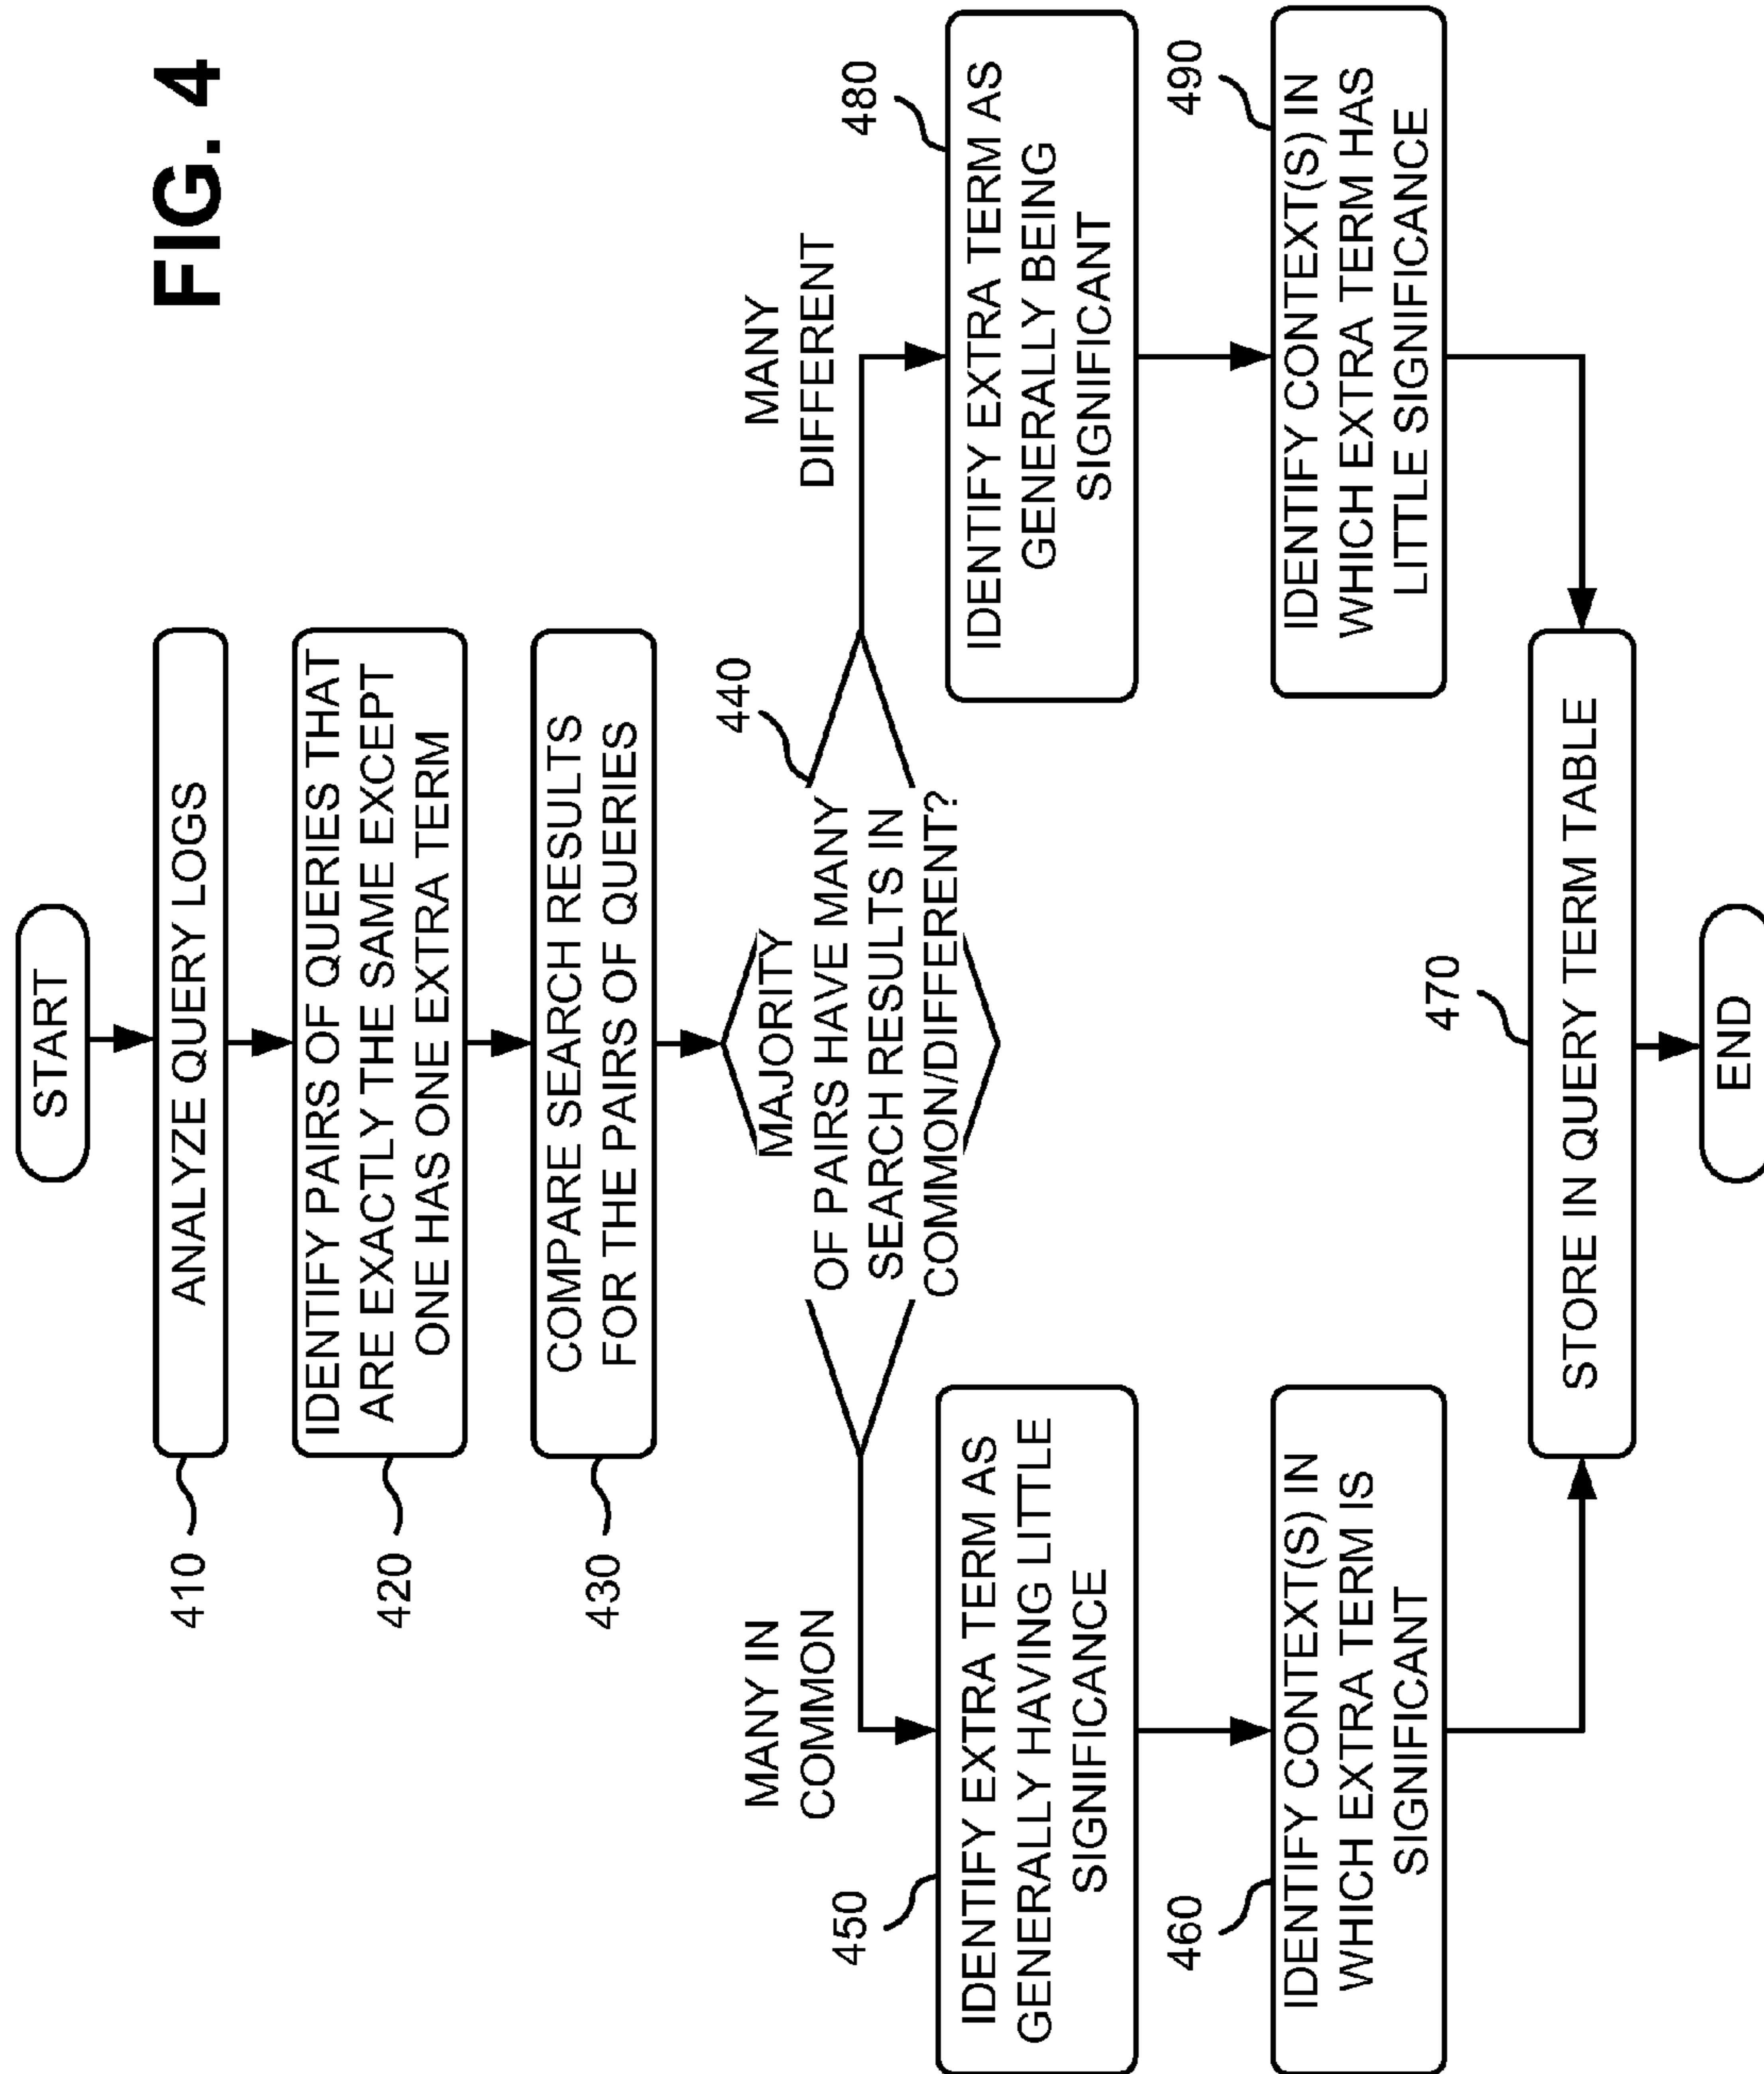 FIG. 4
START
410
ANALYZE QUERY LOGS
420
IDENTIFY PAIRS OF QUERIES THAT
ARE EXACTLY THE SAME EXCEPT
ONE HAS ONE EXTRA TERM
430
COMPARE SEARCH RESULTS
FOR THE PAIRS OF QUERIES
440
MAJORITY
OF PAIRS HAVE MANY
SEARCH RESULTS IN
COMMON/DIFFERENT?
MANY IN
COMMON
MANY
DIFFERENT
450
IDENTIFY EXTRA TERM AS
GENERALLY HAVING LITTLE
SIGNIFICANCE
480
IDENTIFY EXTRA TERM AS
GENERALLY BEING
SIGNIFICANT
460
IDENTIFY CONTEXT(S) IN
WHICH EXTRA TERM IS
SIGNIFICANT
490
IDENTIFY CONTEXT(S) IN
WHICH EXTRA TERM HAS
LITTLE SIGNIFICANCE
470
STORE IN QUERY TERM TABLE
END